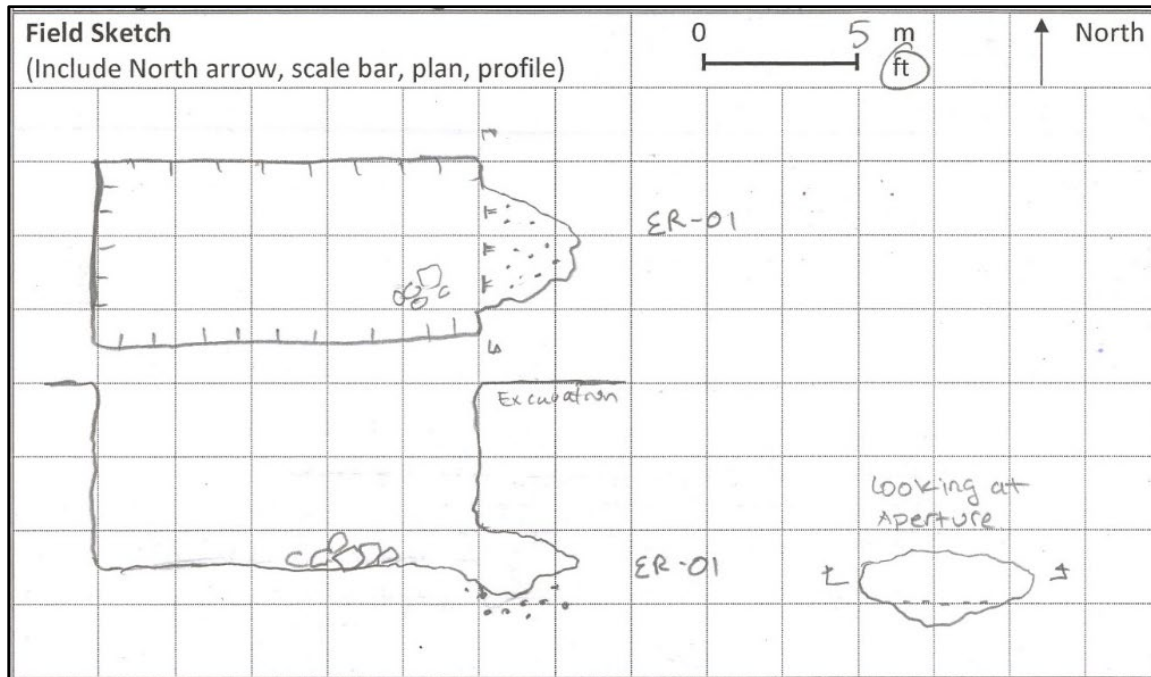 Field Sketch
(Include North arrow, scale bar, plan, profile)
0 5 m
ft
North
ER-01
Excavation
Looking at
Aperture
ER-01